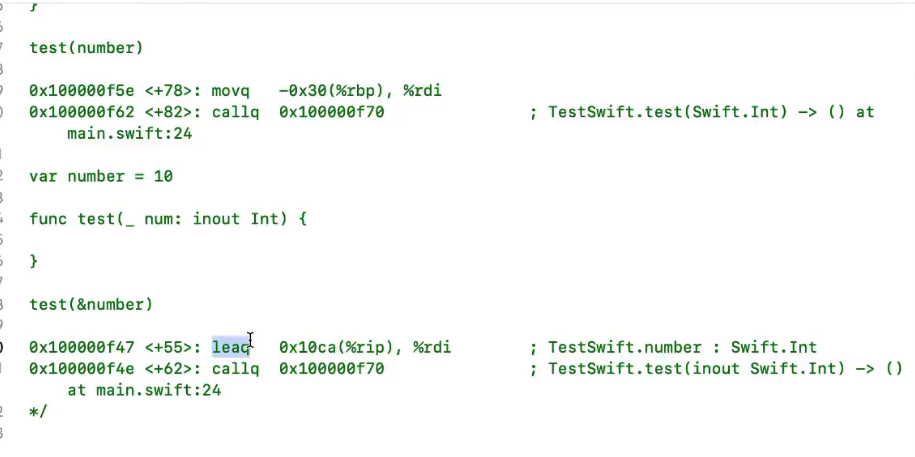 }
test(number)
0x100000f5e <+78>: movq   -0x30(%rbp), %rdi
0x100000f62 <+82>: callq  0x100000f70               ; TestSwift.test(Swift.Int) -> () at
main.swift:24
var number = 10
func test(_ num: inout Int) {
}
test(&number)
0x100000f47 <+55>: leaq   0x10ca(%rip), %rdi        ; TestSwift.number : Swift.Int
0x100000f4e <+62>: callq  0x100000f70               ; TestSwift.test(inout Swift.Int) -> ()
at main.swift:24
*/